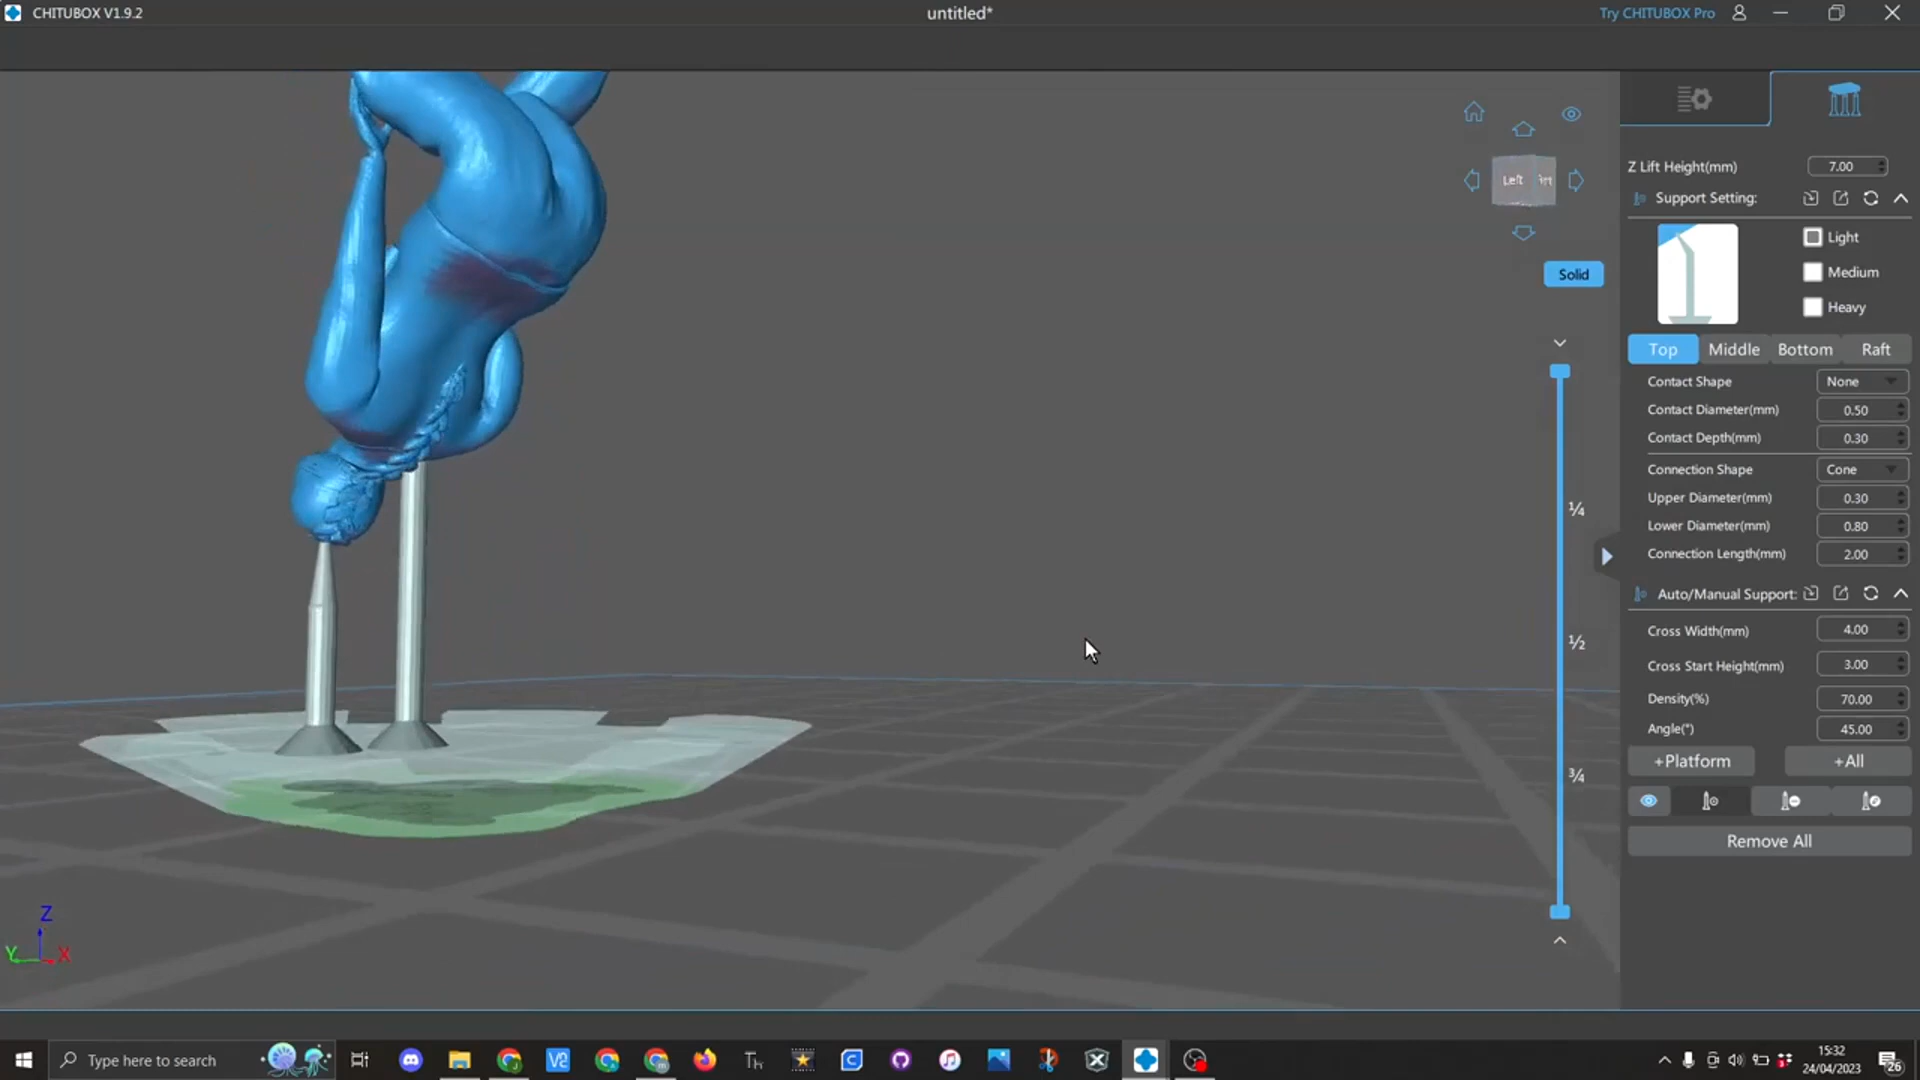 CHITUBOX V1.9.2
untitled*
Try CHITUBOX Pro
Left
Solid
¼
½
¾
Z Lift Height(mm) 7.00
Support Setting:
Light
Medium
Heavy
Top Middle Bottom Raft
Contact Shape None
Contact Diameter(mm) 0.50
Contact Depth(mm) 0.30
Connection Shape Cone
Upper Diameter(mm) 0.30
Lower Diameter(mm) 0.80
Connection Length(mm) 2.00
Auto/Manual Support:
Cross Width(mm) 4.00
Cross Start Height(mm) 3.00
Density(%) 70.00
Angle(°) 45.00
+Platform +All
Remove All
Z
Y X
Type here to search
15:32
24/04/2023
26